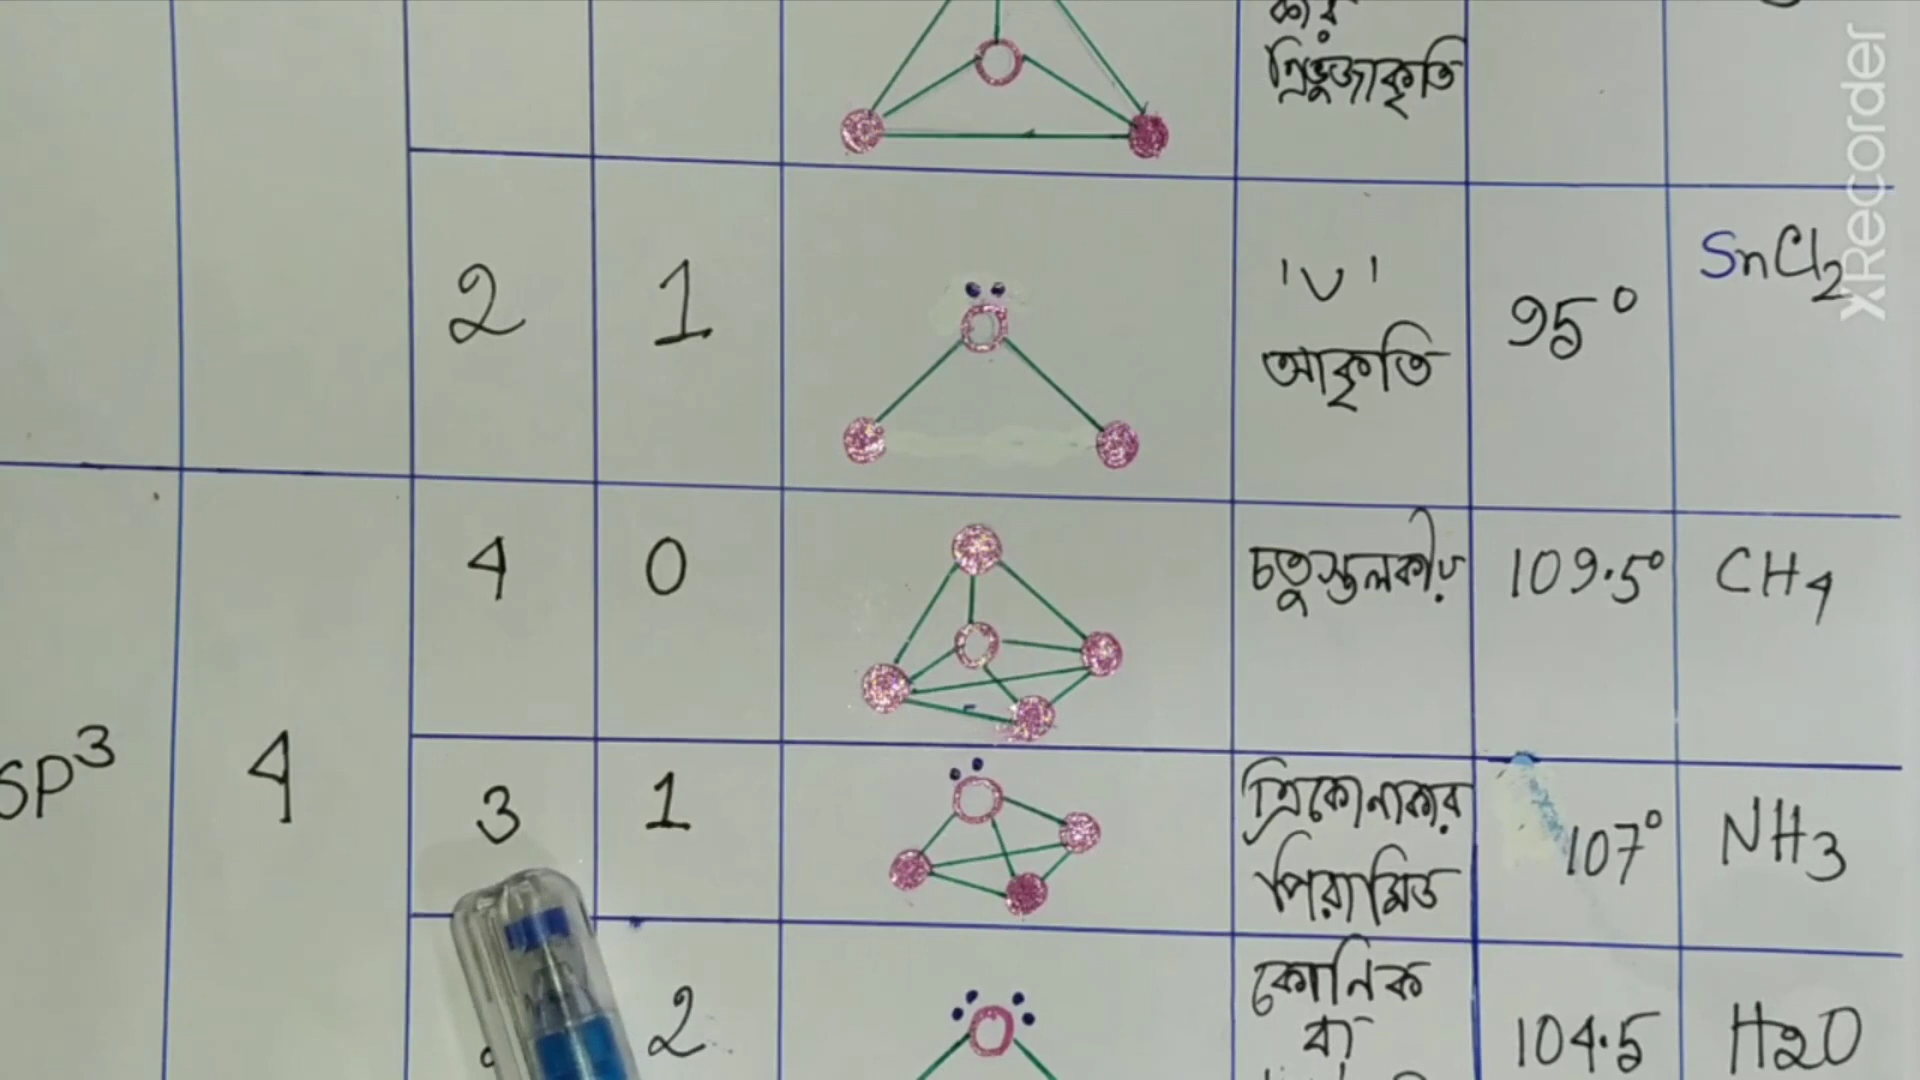 ত্রিভুজাকৃতি
2 1 'V' আকৃতি 95° SnCl2
SP3 4
4 0 চতুস্তলকীয় 109.5° CH4
3 1 ত্রিকোনাকার পিরামিড 107° NH3
2 কৌনিক বা 104.5 H2O
XRecorder